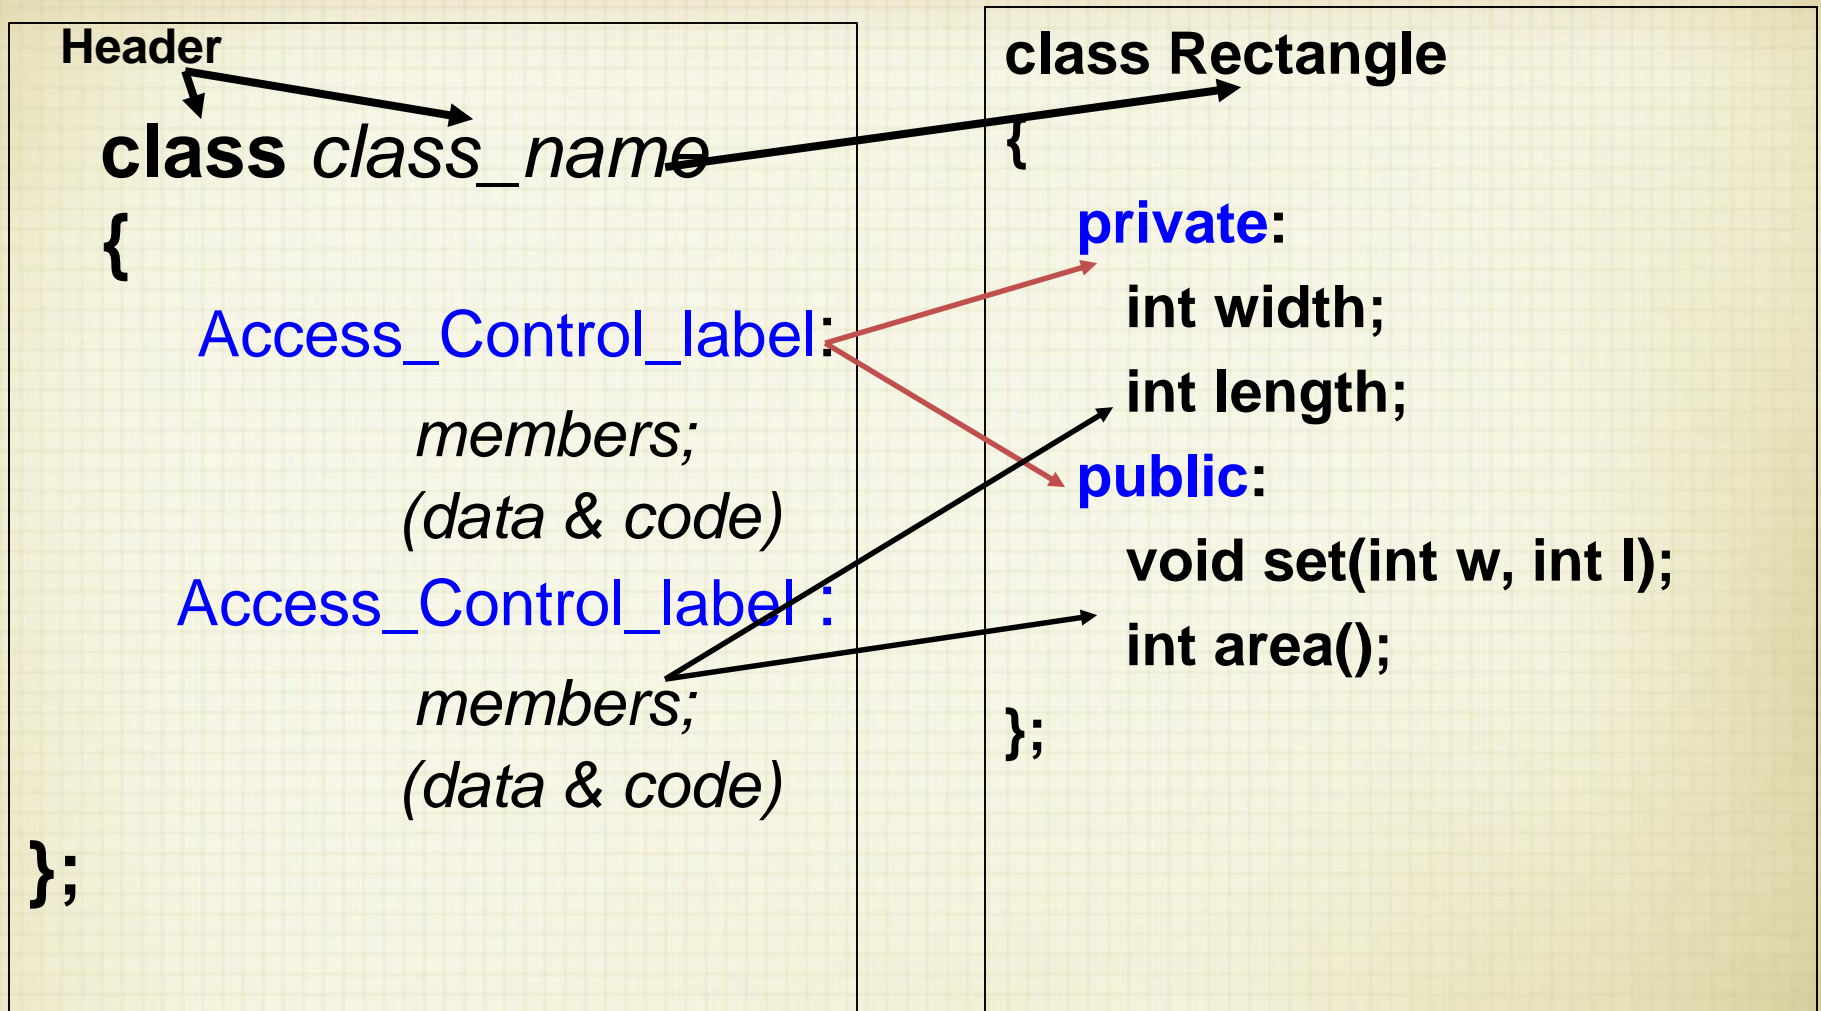 Header
class class_name
{
Access_Control_label:
members;
(data & code)
Access_Control_label :
members;
(data & code)
};
class Rectangle
{
private:
int width;
int length;
public:
void set(int w, int l);
int area();
};